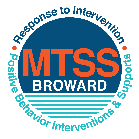 • Response to Intervention •
MTSS
BROWARD
Positive Behavior Interventions & Supports